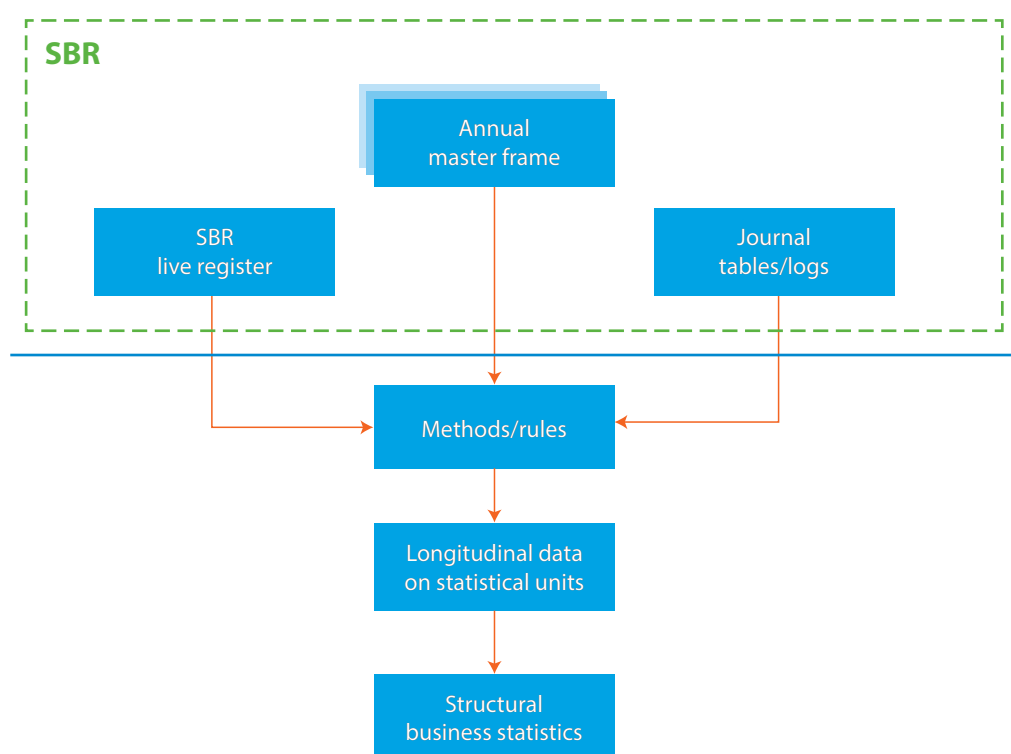 SBR
Annual
master frame
SBR
live register
Journal
tables/logs
Methods/rules
Longitudinal data
on statistical units
Structural
business statistics